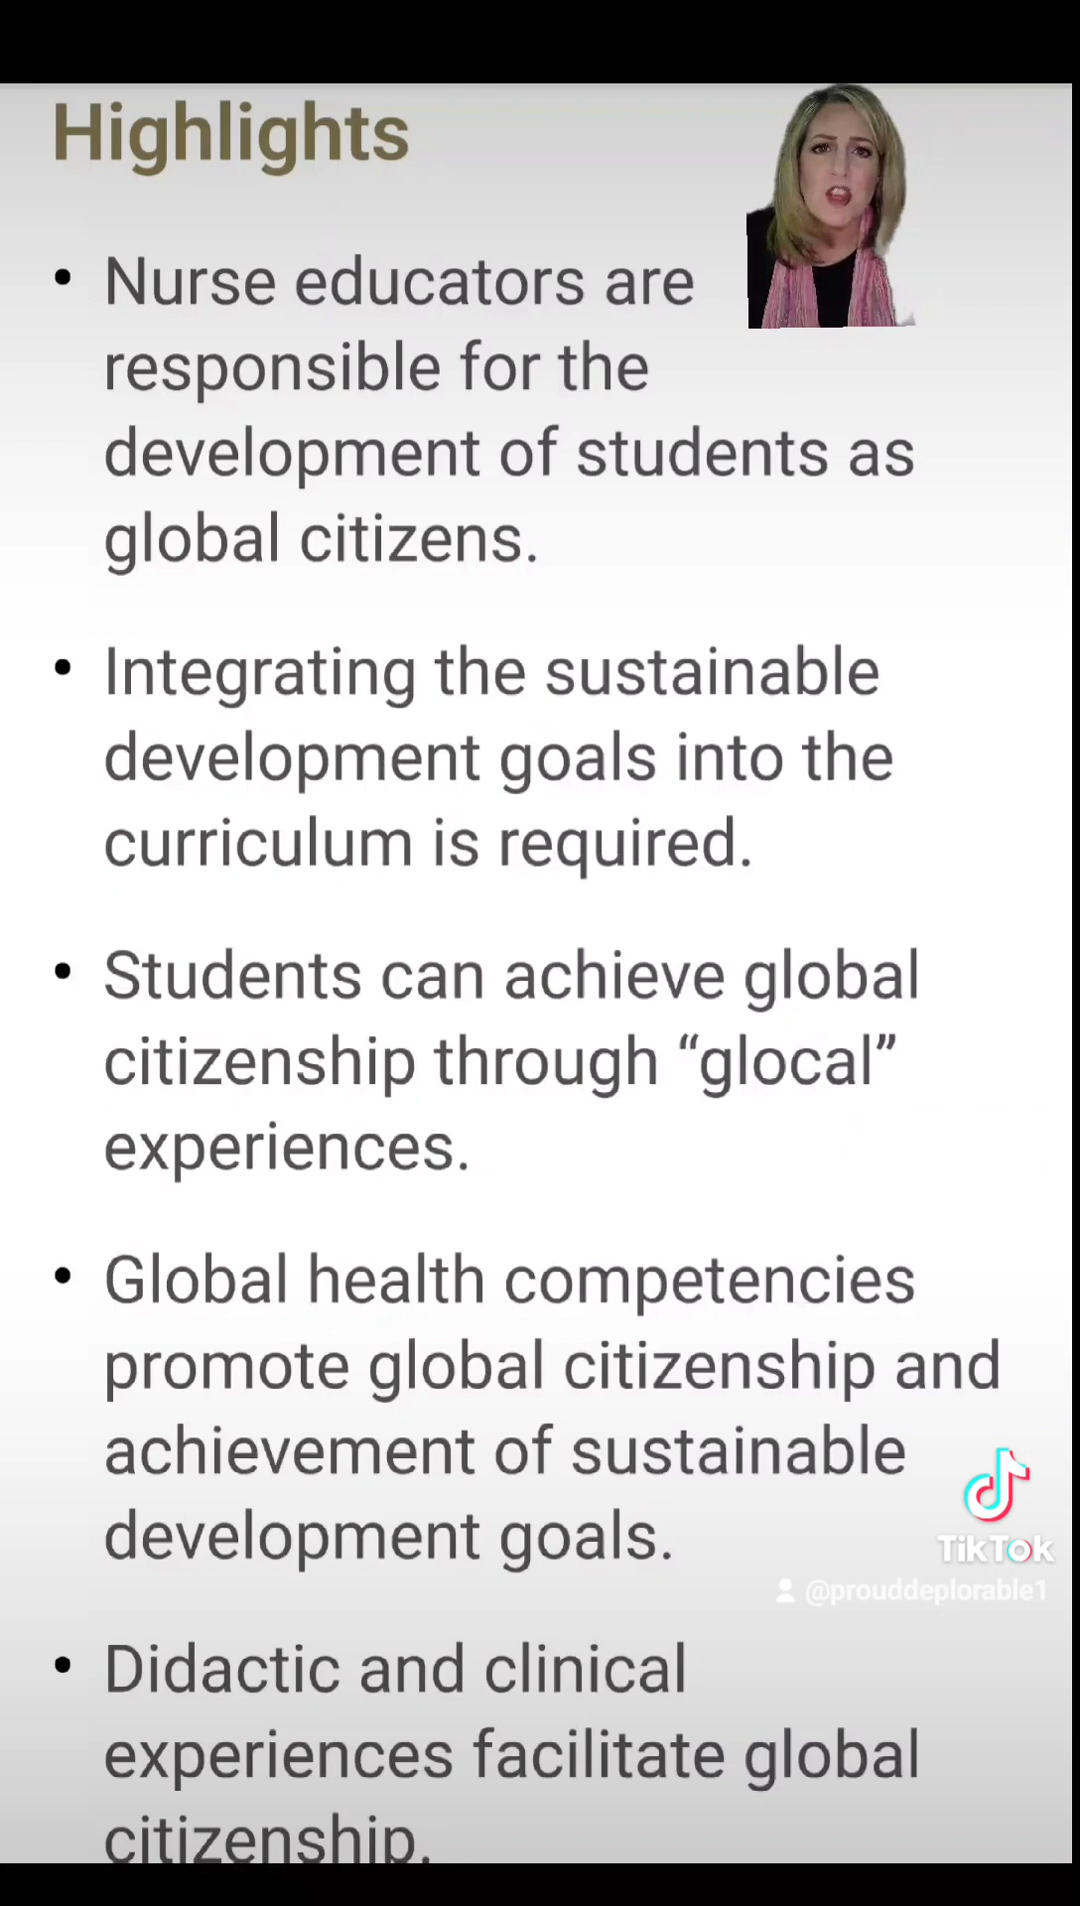 Highlights
• Nurse educators are
responsible for the
development of students as
global citizens.
• Integrating the sustainable
development goals into the
curriculum is required.
• Students can achieve global
citizenship through “glocal”
experiences.
• Global health competencies
promote global citizenship and
achievement of sustainable
development goals.
TikTok
@prouddeplorable1
• Didactic and clinical
experiences facilitate global
citizenship.